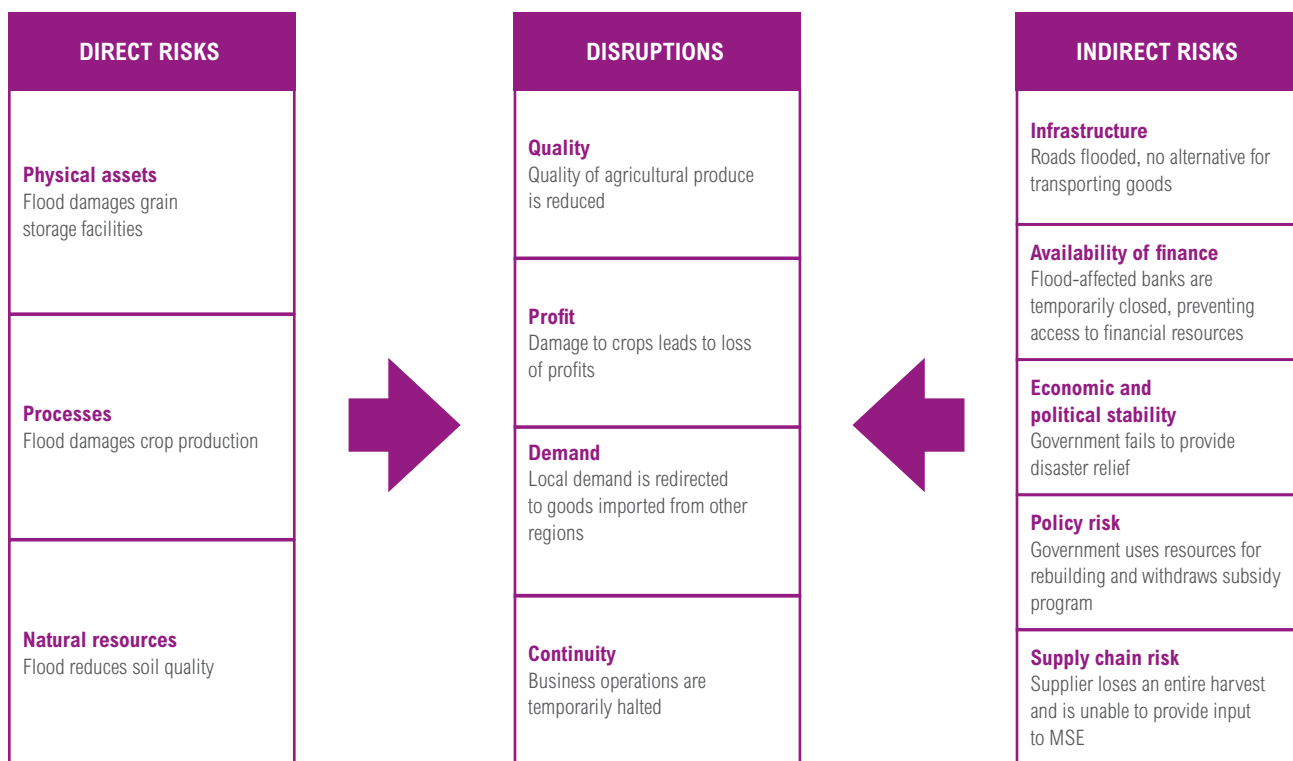 DIRECT RISKS
Physical assets
Flood damages grain
storage facilities
Processes
Flood damages crop production
Natural resources
Flood reduces soil quality
DISRUPTIONS
Quality
Quality of agricultural produce
is reduced
Profit
Damage to crops leads to loss
of profits
Demand
Local demand is redirected
to goods imported from other
regions
Continuity
Business operations are
temporarily halted
INDIRECT RISKS
Infrastructure
Roads flooded, no alternative for
transporting goods
Availability of finance
Flood-affected banks are
temporarily closed, preventing
access to financial resources
Economic and
political stability
Government fails to provide
disaster relief
Policy risk
Government uses resources for
rebuilding and withdraws subsidy
program
Supply chain risk
Supplier loses an entire harvest
and is unable to provide input
to MSE